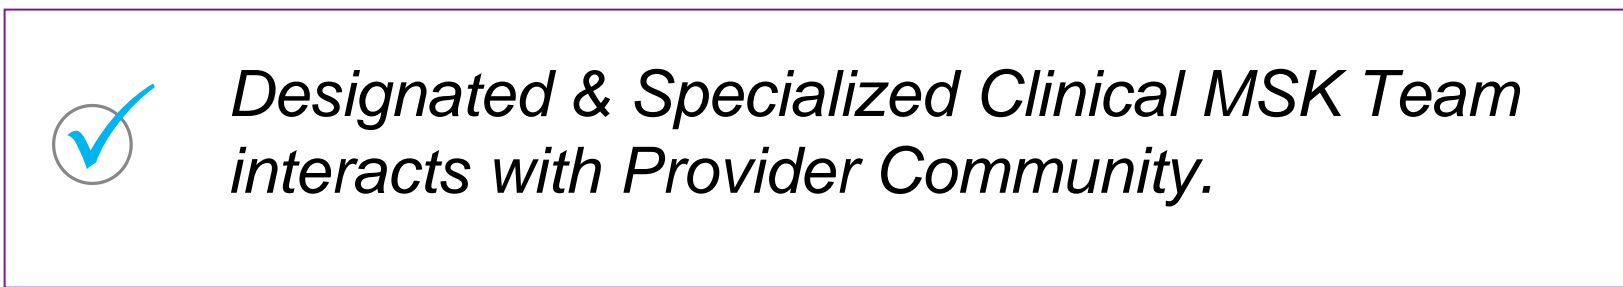 Designated & Specialized Clinical MSK Team
interacts with Provider Community.